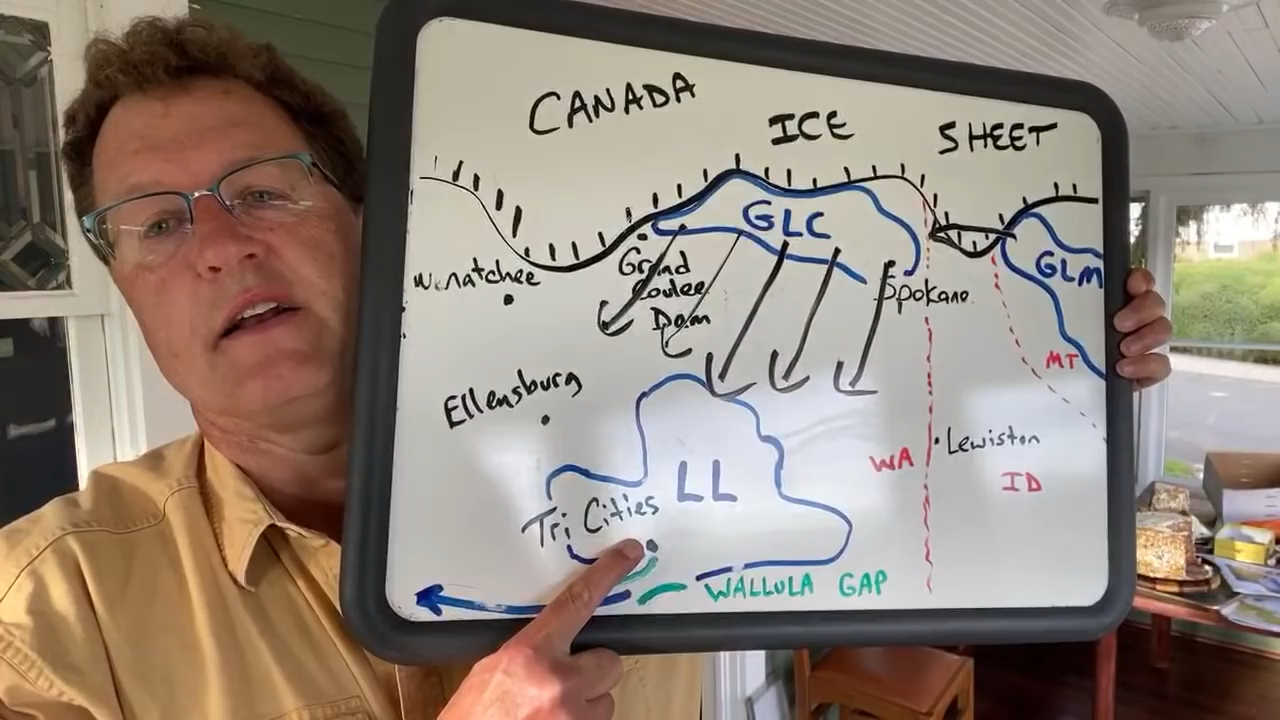 CANADA
ICE
SHEET
GLC
GLM
Wenatchee
Grand
Coulee
Dam
Spokane
MT
Ellensburg
Lewiston
WA
ID
LL
Tri Cities
WALLULA GAP